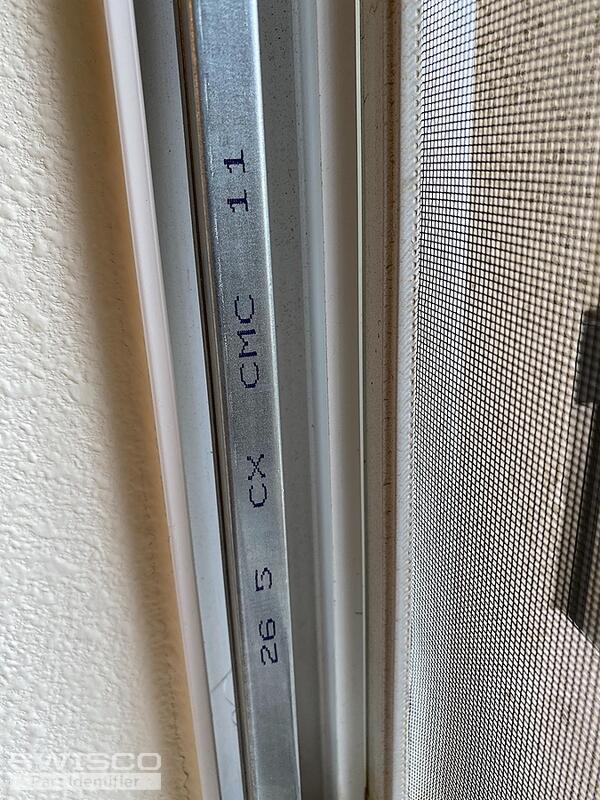 26 5 CX CMC 11
SWISCO
Part Identifier